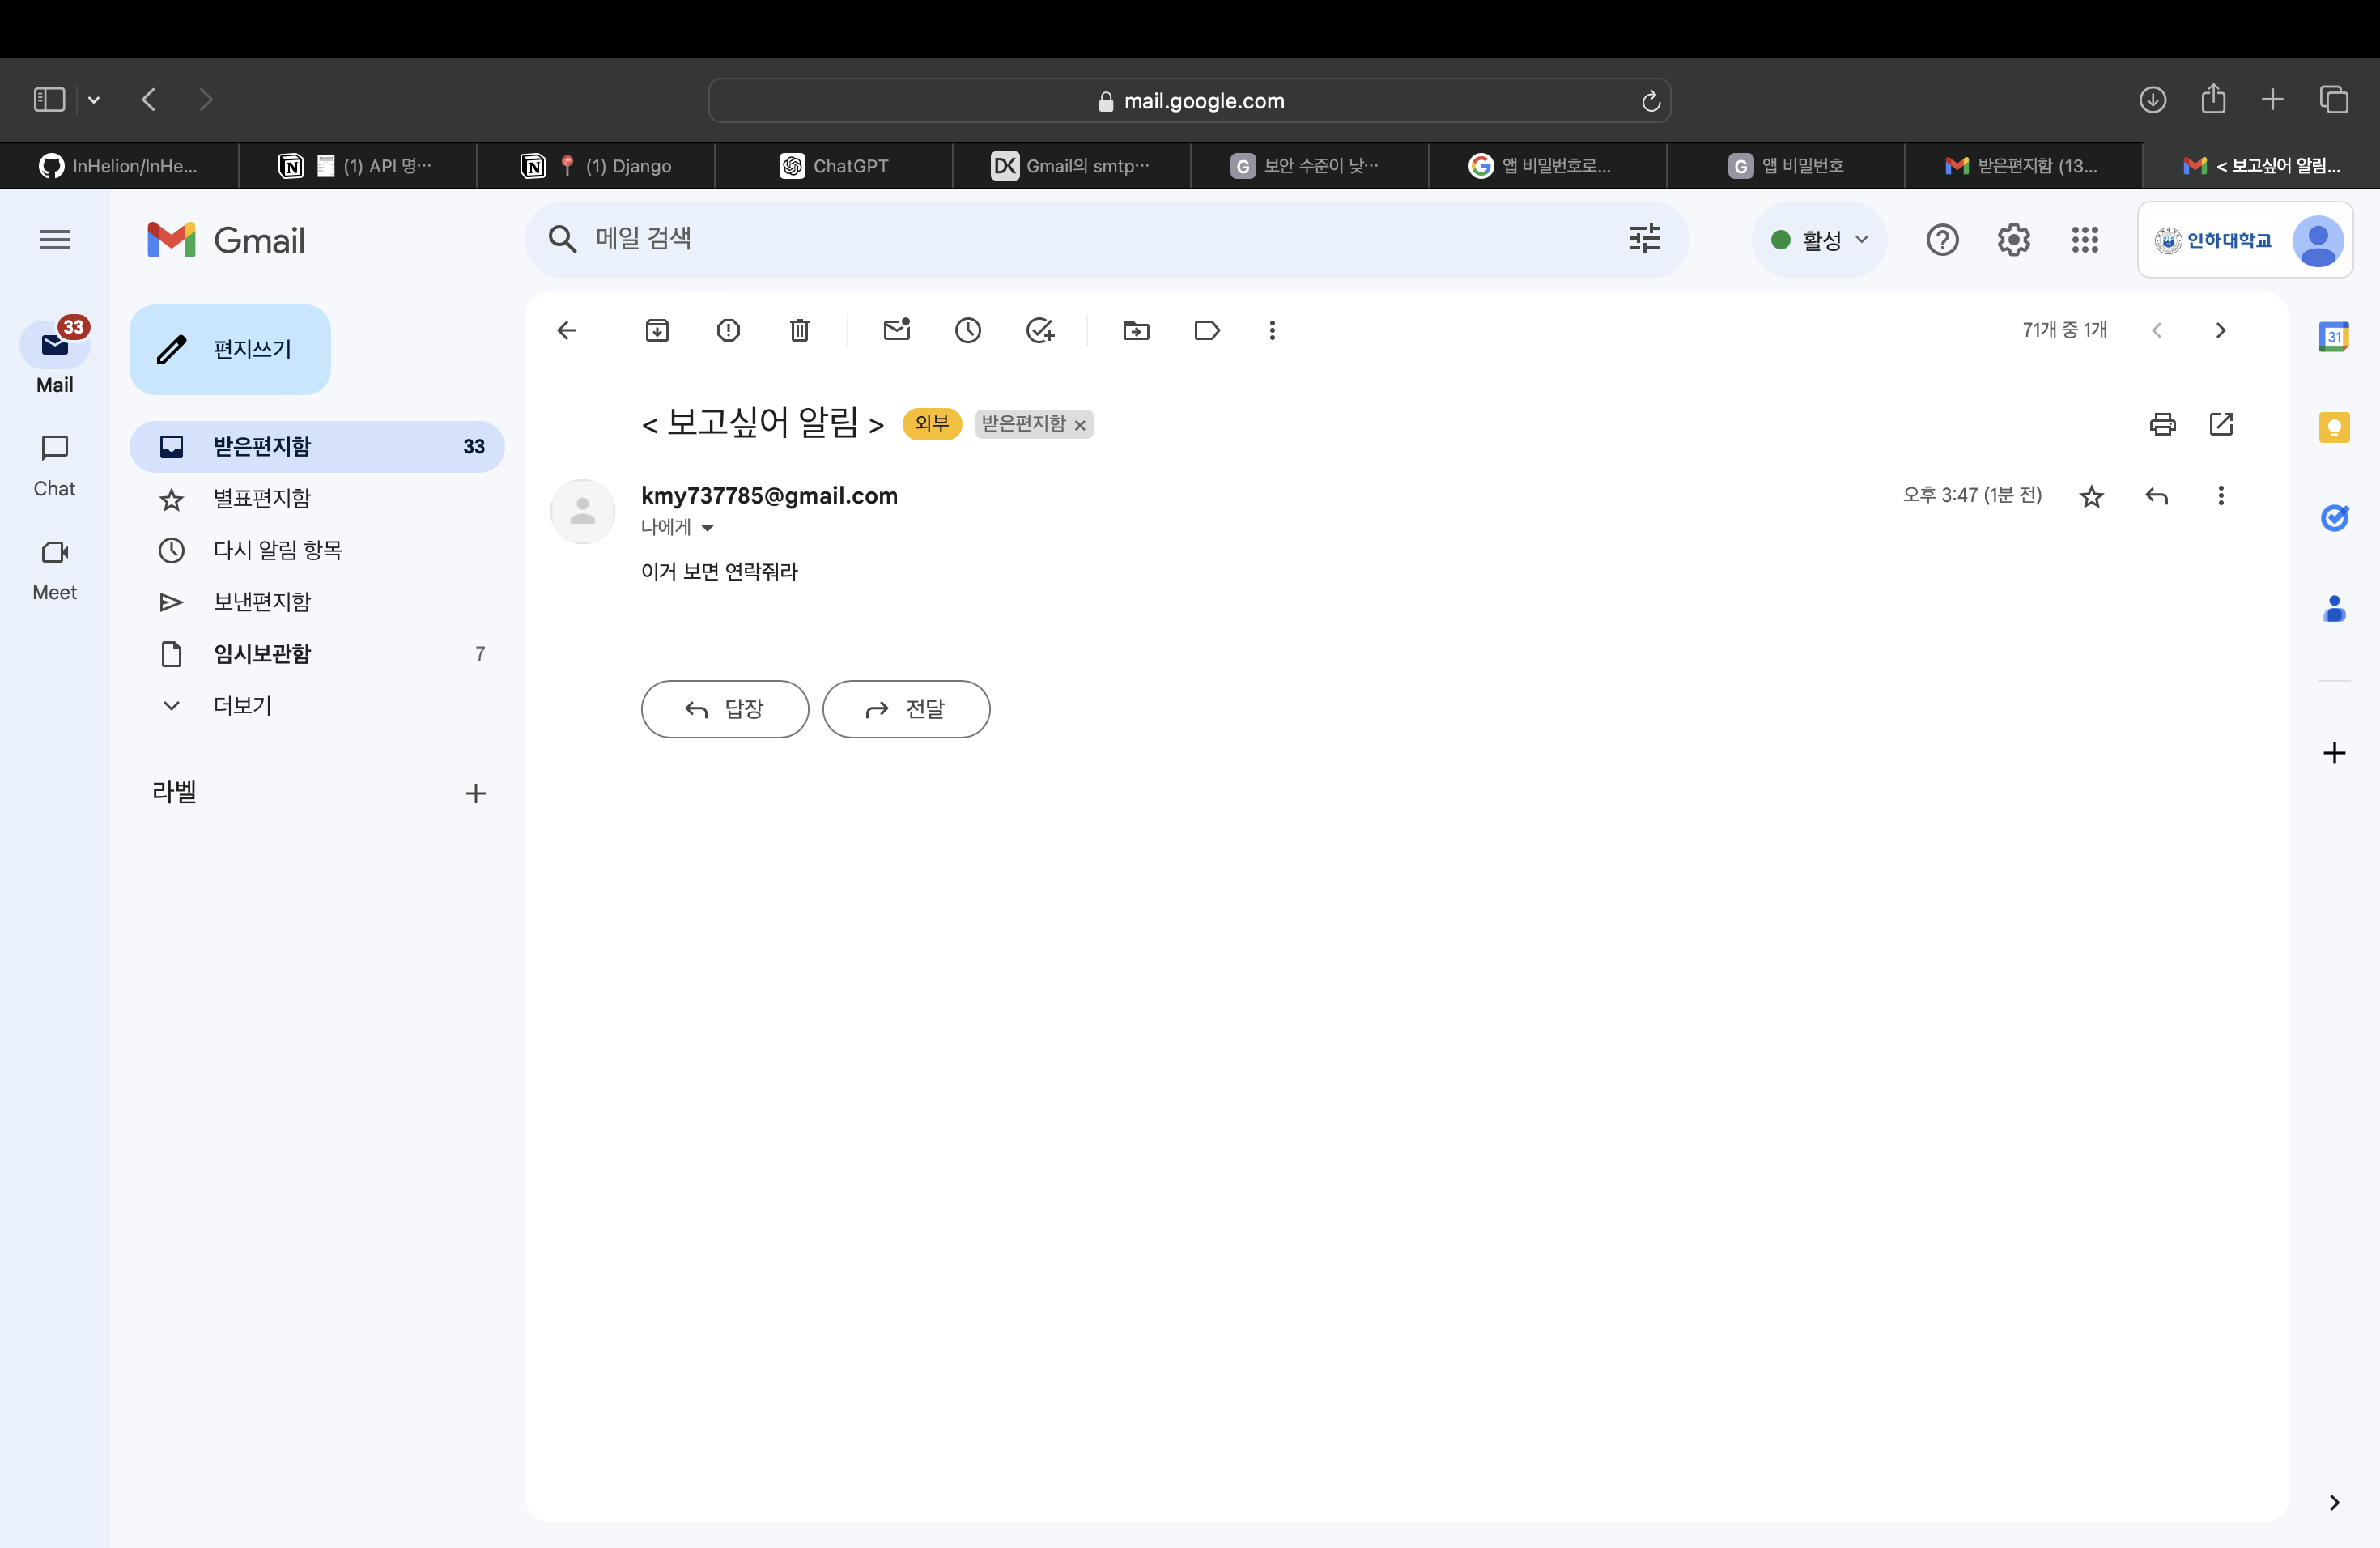 mail.google.com
InHelion/InHe...
(1) API 명...
(1) Django
ChatGPT
DK Gmail의 smtp...
G 보안 수준이 낮...
앱 비밀번호로...
G 앱 비밀번호
받은편지함 (13...
< 보고싶어 알림...
Gmail
메일 검색
활성
인하대학교
33
Mail
Chat
Meet
편지쓰기
받은편지함 33
별표편지함
다시 알림 항목
보낸편지함
임시보관함 7
더보기
라벨
71개 중 1개
< 보고싶어 알림 > 외부 받은편지함 ×
kmy737785@gmail.com
오후 3:47 (1분 전)
나에게
이거 보면 연락줘라
답장
전달
31